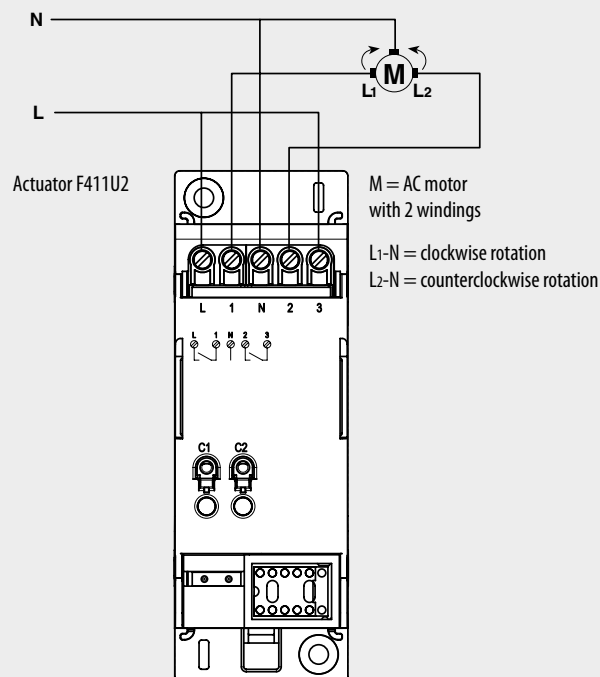 N
M
L1 L2
L
Actuator F411U2
M = AC motor
with 2 windings
L1-N = clockwise rotation
L2-N = counterclockwise rotation
L 1 N 2 3
L 1 N 2 3
C1 C2